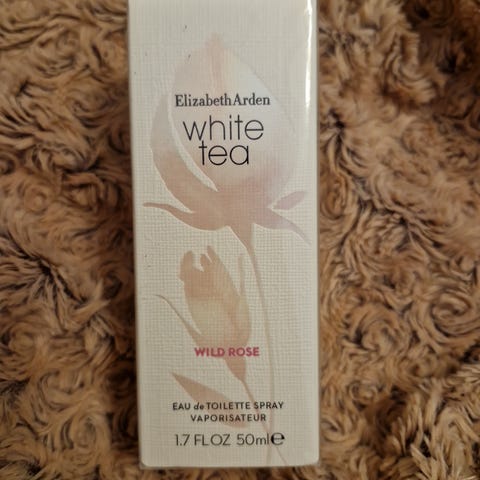 ElizabethArden
white
tea
WILD ROSE
EAU de TOILETTE SPRAY
VAPORISATEUR
1.7 FL OZ 50ml℮